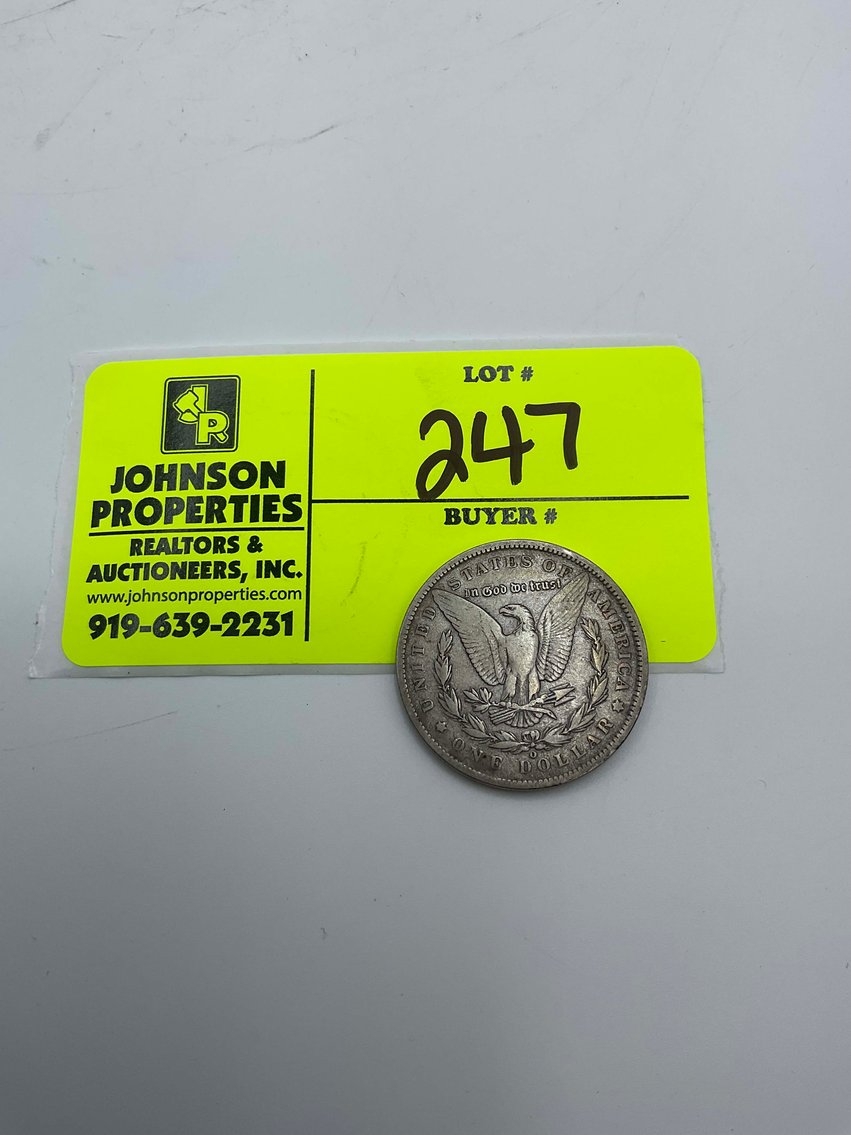 JR
JOHNSON
PROPERTIES
REALTORS &
AUCTIONEERS, INC.
www.johnsonproperties.com
919-639-2231
LOT #
247
BUYER #
UNITED STATES OF AMERICA
In God we trust
ONE DOLLAR
O